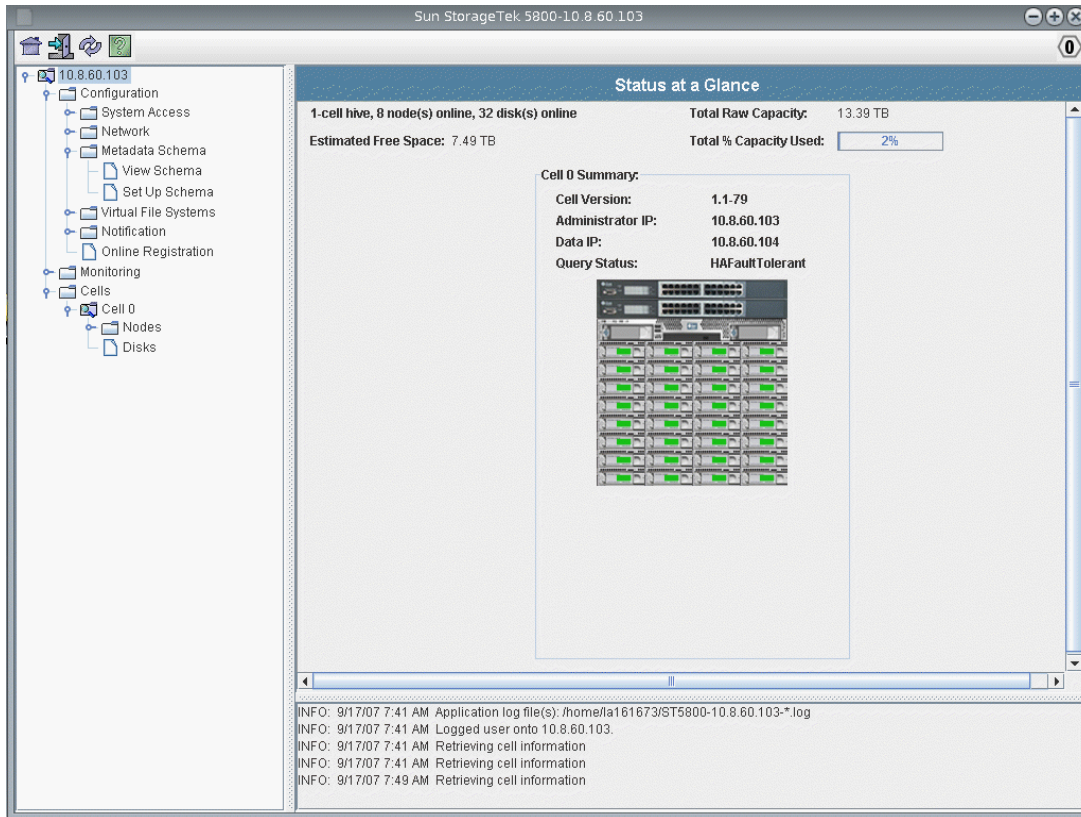 Sun StorageTek 5800-10.8.60.103
0
10.8.60.103
Configuration
System Access
Network
Metadata Schema
View Schema
Set Up Schema
Virtual File Systems
Notification
Online Registration
Monitoring
Cells
Cell 0
Nodes
Disks
Status at a Glance
1-cell hive, 8 node(s) online, 32 disk(s) online
Total Raw Capacity: 13.39 TB
Estimated Free Space: 7.49 TB
Total % Capacity Used: 2%
Cell 0 Summary:
Cell Version: 1.1-79
Administrator IP: 10.8.60.103
Data IP: 10.8.60.104
Query Status: HAFaultTolerant
INFO: 9/17/07 7:41 AM Application log file(s): /home/la161673/ST5800-10.8.60.103-*.log
INFO: 9/17/07 7:41 AM Logged user onto 10.8.60.103.
INFO: 9/17/07 7:41 AM Retrieving cell information
INFO: 9/17/07 7:41 AM Retrieving cell information
INFO: 9/17/07 7:49 AM Retrieving cell information